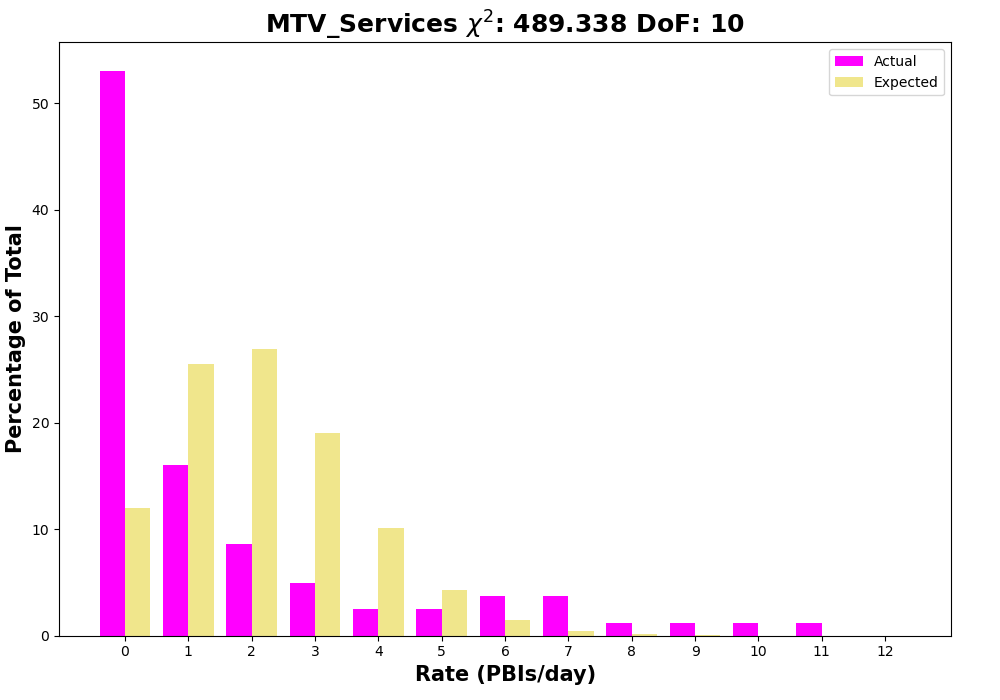 MTV_Services χ²: 489.338 DoF: 10
Actual
Expected
Percentage of Total
50
40
30
20
10
0
0 1 2 3 4 5 6 7 8 9 10 11 12
Rate (PBIs/day)